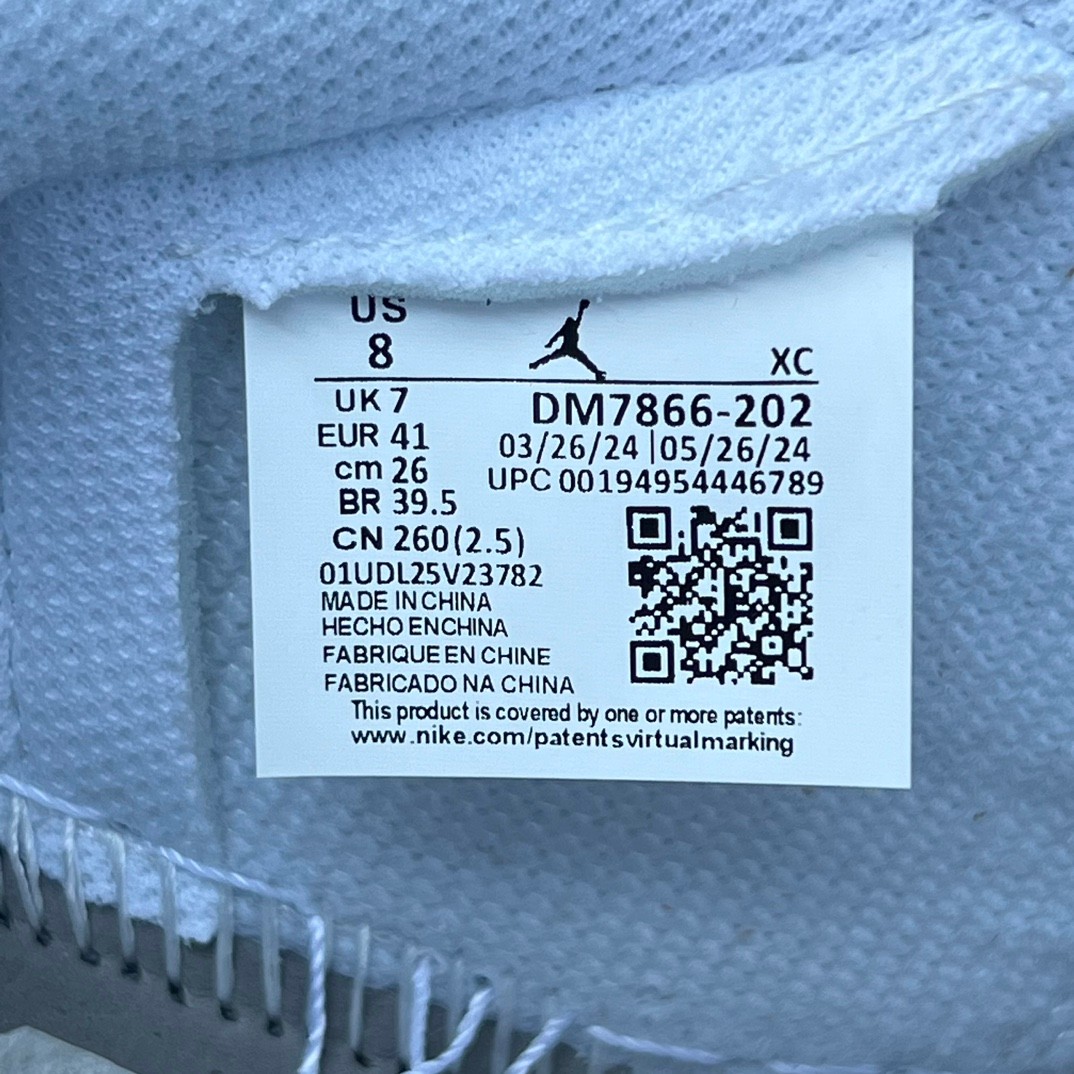 US
8
XC
UK 7
DM7866-202
EUR 41
03/26/24 | 05/26/24
cm 26
UPC 00194954446789
BR 39.5
CN 260(2.5)
01UDL25V23782
MADE IN CHINA
HECHO EN CHINA
FABRIQUE EN CHINE
FABRICADO NA CHINA
This product is covered by one or more patents:
www.nike.com/patentsvirtualmarking